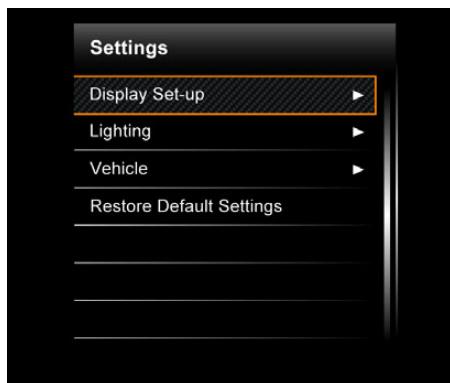 Settings
Display Set-up
Lighting
Vehicle
Restore Default Settings